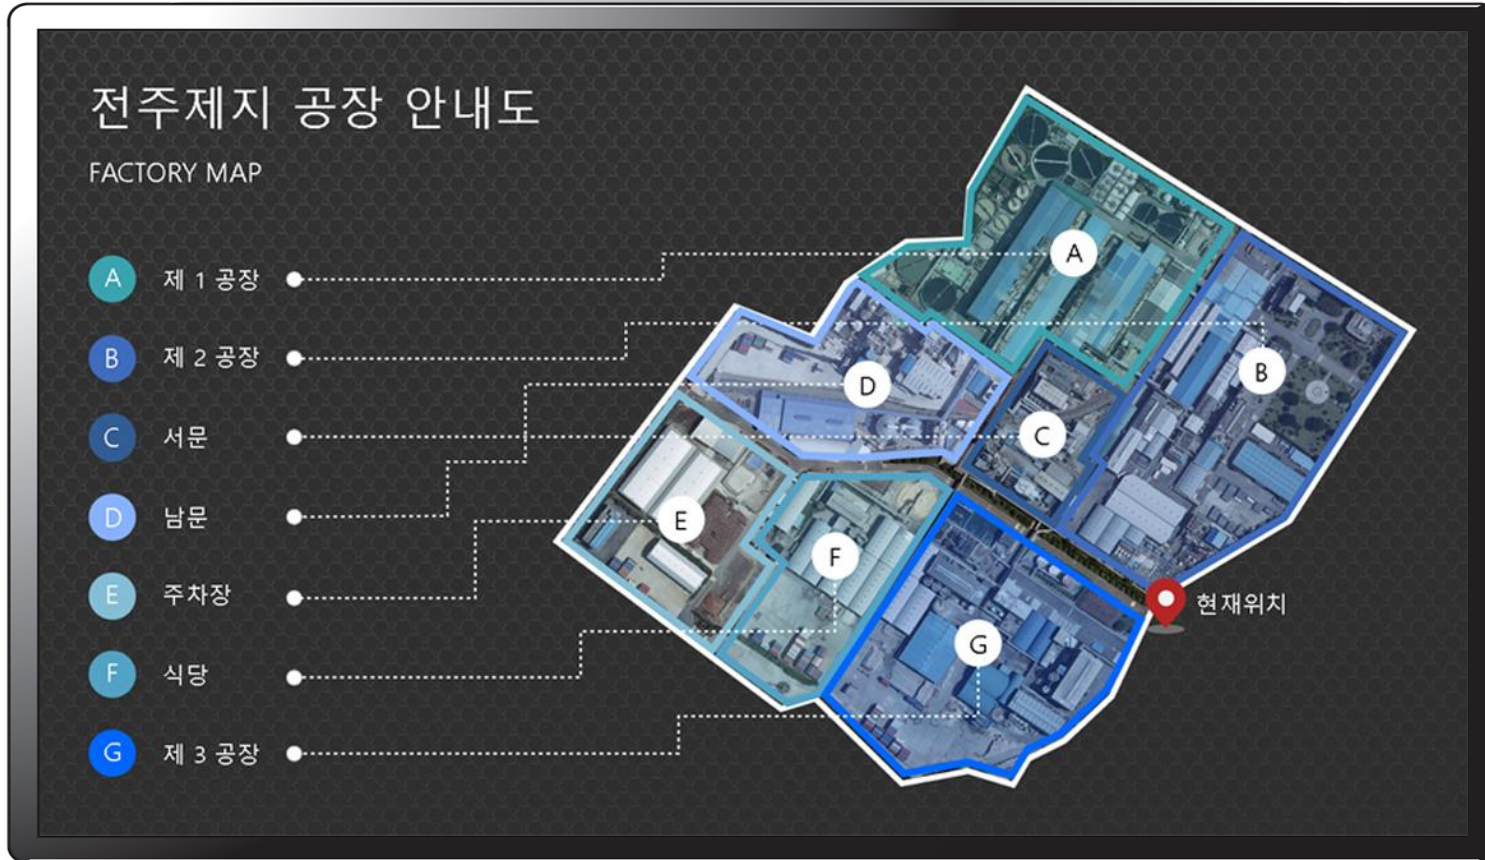 전주제지 공장 안내도
FACTORY MAP
A 제 1 공장
B 제 2 공장
C 서문
D 남문
E 주차장
F 식당
G 제 3 공장
A
B
D
C
E
F
G
현재위치